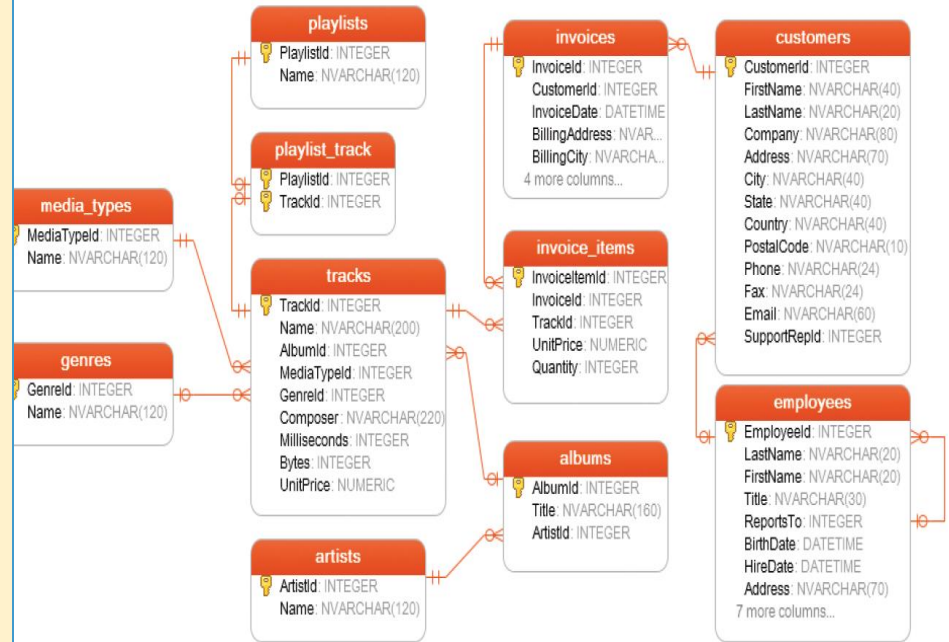 playlists
PlaylistId: INTEGER
Name: NVARCHAR(120)
playlist_track
PlaylistId: INTEGER
TrackId: INTEGER
media_types
MediaTypeId: INTEGER
Name: NVARCHAR(120)
genres
GenreId: INTEGER
Name: NVARCHAR(120)
tracks
TrackId: INTEGER
Name: NVARCHAR(200)
AlbumId: INTEGER
MediaTypeId: INTEGER
GenreId: INTEGER
Composer: NVARCHAR(220)
Milliseconds: INTEGER
Bytes: INTEGER
UnitPrice: NUMERIC
artists
ArtistId: INTEGER
Name: NVARCHAR(120)
invoices
InvoiceId: INTEGER
CustomerId: INTEGER
InvoiceDate: DATETIME
BillingAddress: NVAR...
BillingCity: NVARCHA...
4 more columns...
invoice_items
InvoiceItemId: INTEGER
InvoiceId: INTEGER
TrackId: INTEGER
UnitPrice: NUMERIC
Quantity: INTEGER
albums
AlbumId: INTEGER
Title: NVARCHAR(160)
ArtistId: INTEGER
customers
CustomerId: INTEGER
FirstName: NVARCHAR(40)
LastName: NVARCHAR(20)
Company: NVARCHAR(80)
Address: NVARCHAR(70)
City: NVARCHAR(40)
State: NVARCHAR(40)
Country: NVARCHAR(40)
PostalCode: NVARCHAR(10)
Phone: NVARCHAR(24)
Fax: NVARCHAR(24)
Email: NVARCHAR(60)
SupportRepId: INTEGER
employees
EmployeeId: INTEGER
LastName: NVARCHAR(20)
FirstName: NVARCHAR(20)
Title: NVARCHAR(30)
ReportsTo: INTEGER
BirthDate: DATETIME
HireDate: DATETIME
Address: NVARCHAR(70)
7 more columns...